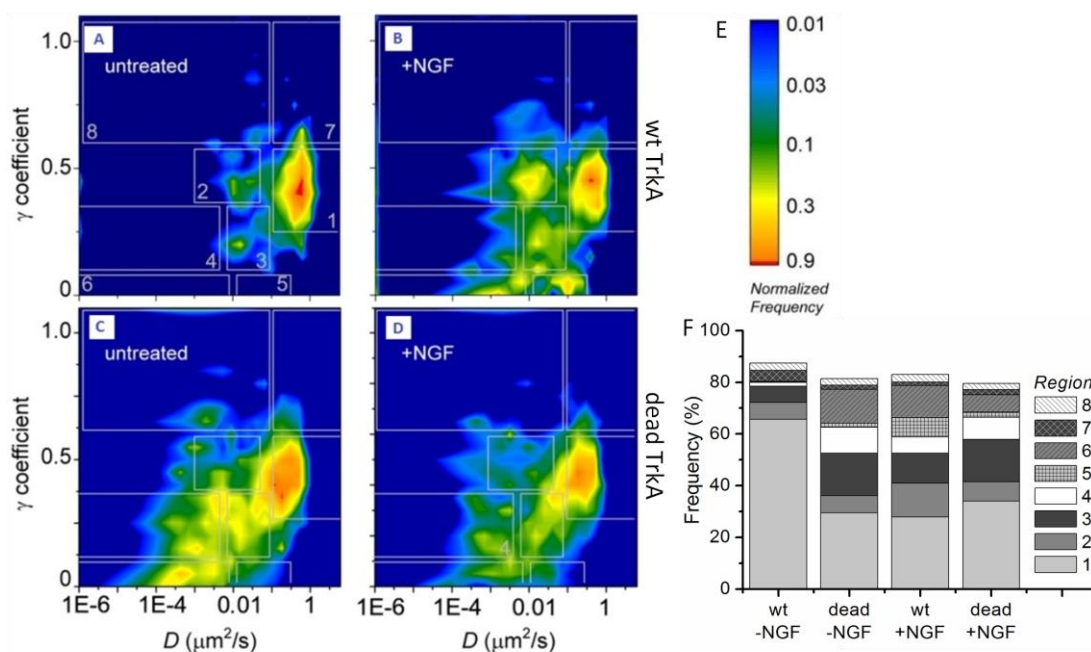 A
untreated
8
7
2
1
4
3
6
5
1.0
0.5
0
γ coefficient
B
+NGF
wt TrkA
C
untreated
1.0
0.5
0
γ coefficient
1E-6
0.01
1
D (μm²/s)
D
+NGF
4
dead TrkA
1E-6
0.01
1
D (μm²/s)
E
0.01
0.03
0.1
0.3
0.9
Normalized
Frequency
F
100
80
60
40
20
0
Frequency (%)
wt
-NGF
dead
-NGF
wt
+NGF
dead
+NGF
Region
8
7
6
5
4
3
2
1